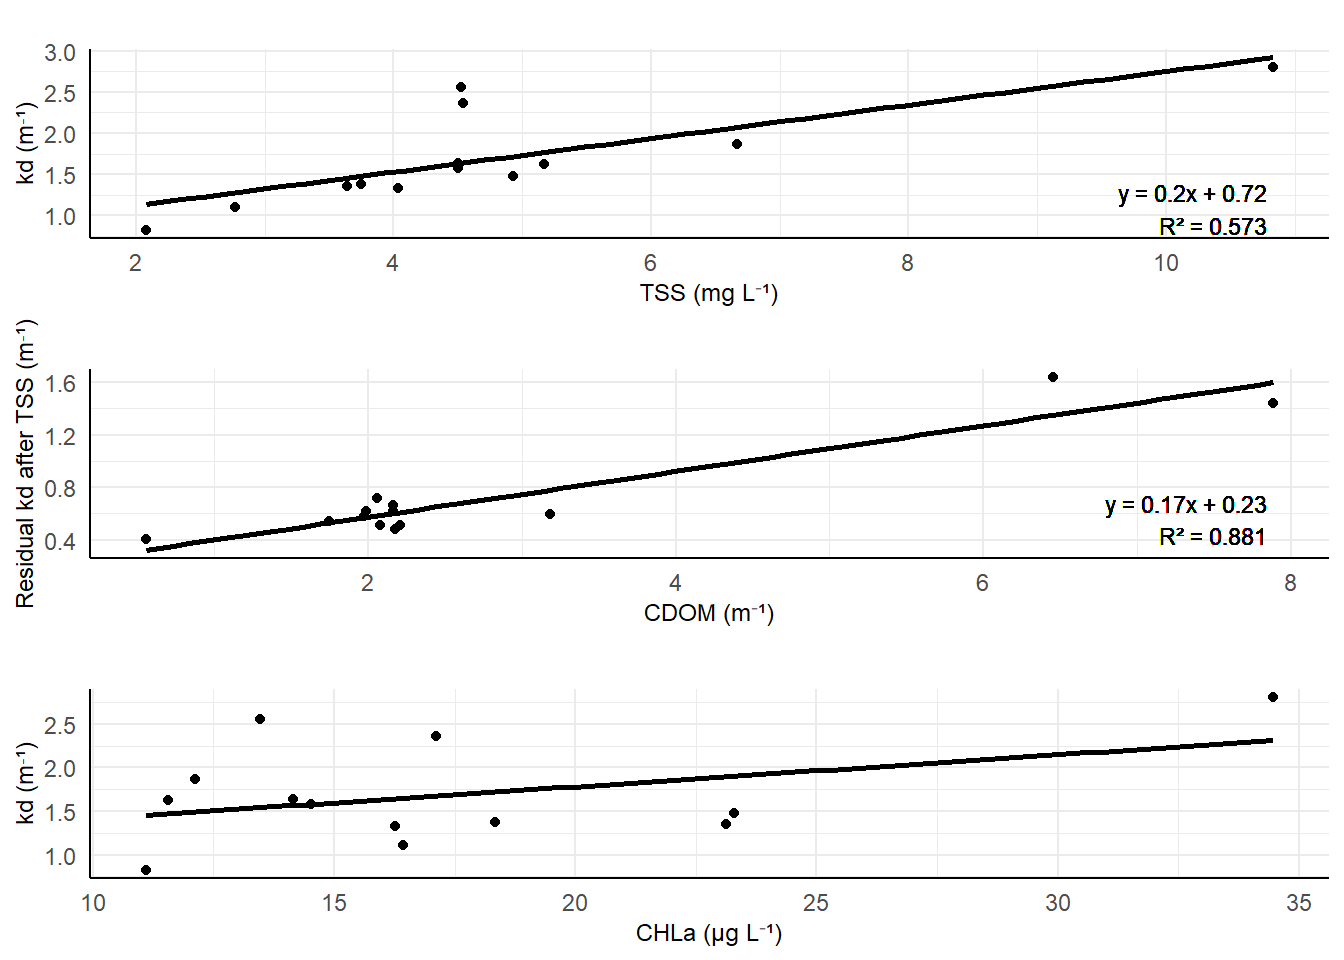 kd (m⁻¹)
3.0
2.5
2.0
1.5
1.0
y = 0.2x + 0.72
R² = 0.573
2 4 6 8 10
TSS (mg L⁻¹)
Residual kd after TSS (m⁻¹)
1.6
1.2
0.8
0.4
y = 0.17x + 0.23
R² = 0.881
2 4 6 8
CDOM (m⁻¹)
kd (m⁻¹)
2.5
2.0
1.5
1.0
10 15 20 25 30 35
CHLa (µg L⁻¹)